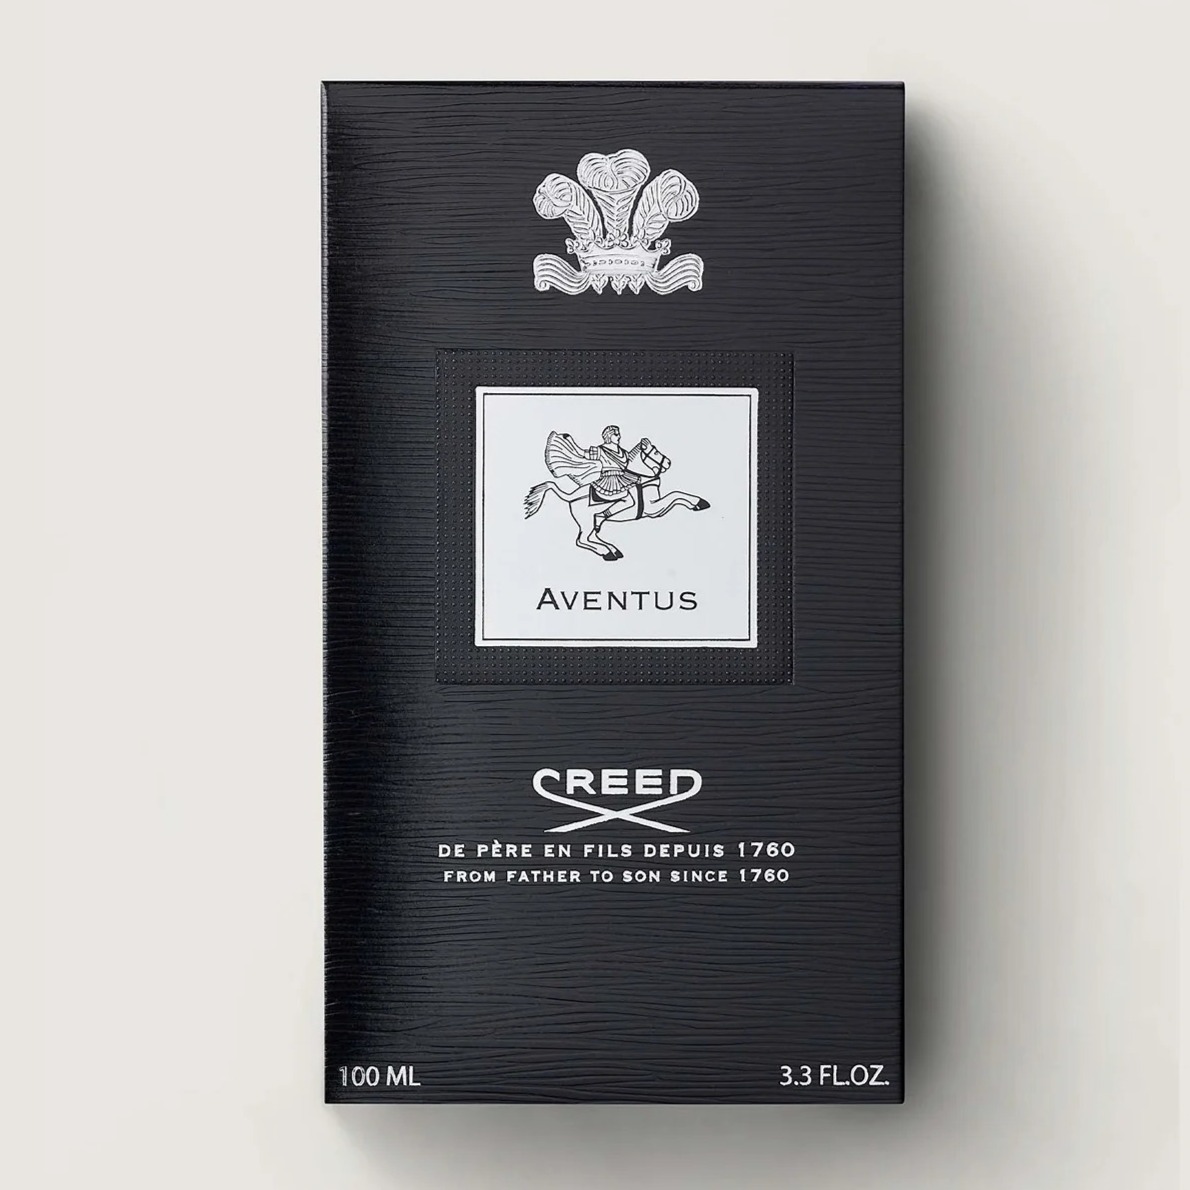 AVENTUS
CREED
DE PÈRE EN FILS DEPUIS 1760
FROM FATHER TO SON SINCE 1760
100 ML
3.3 FL.OZ.